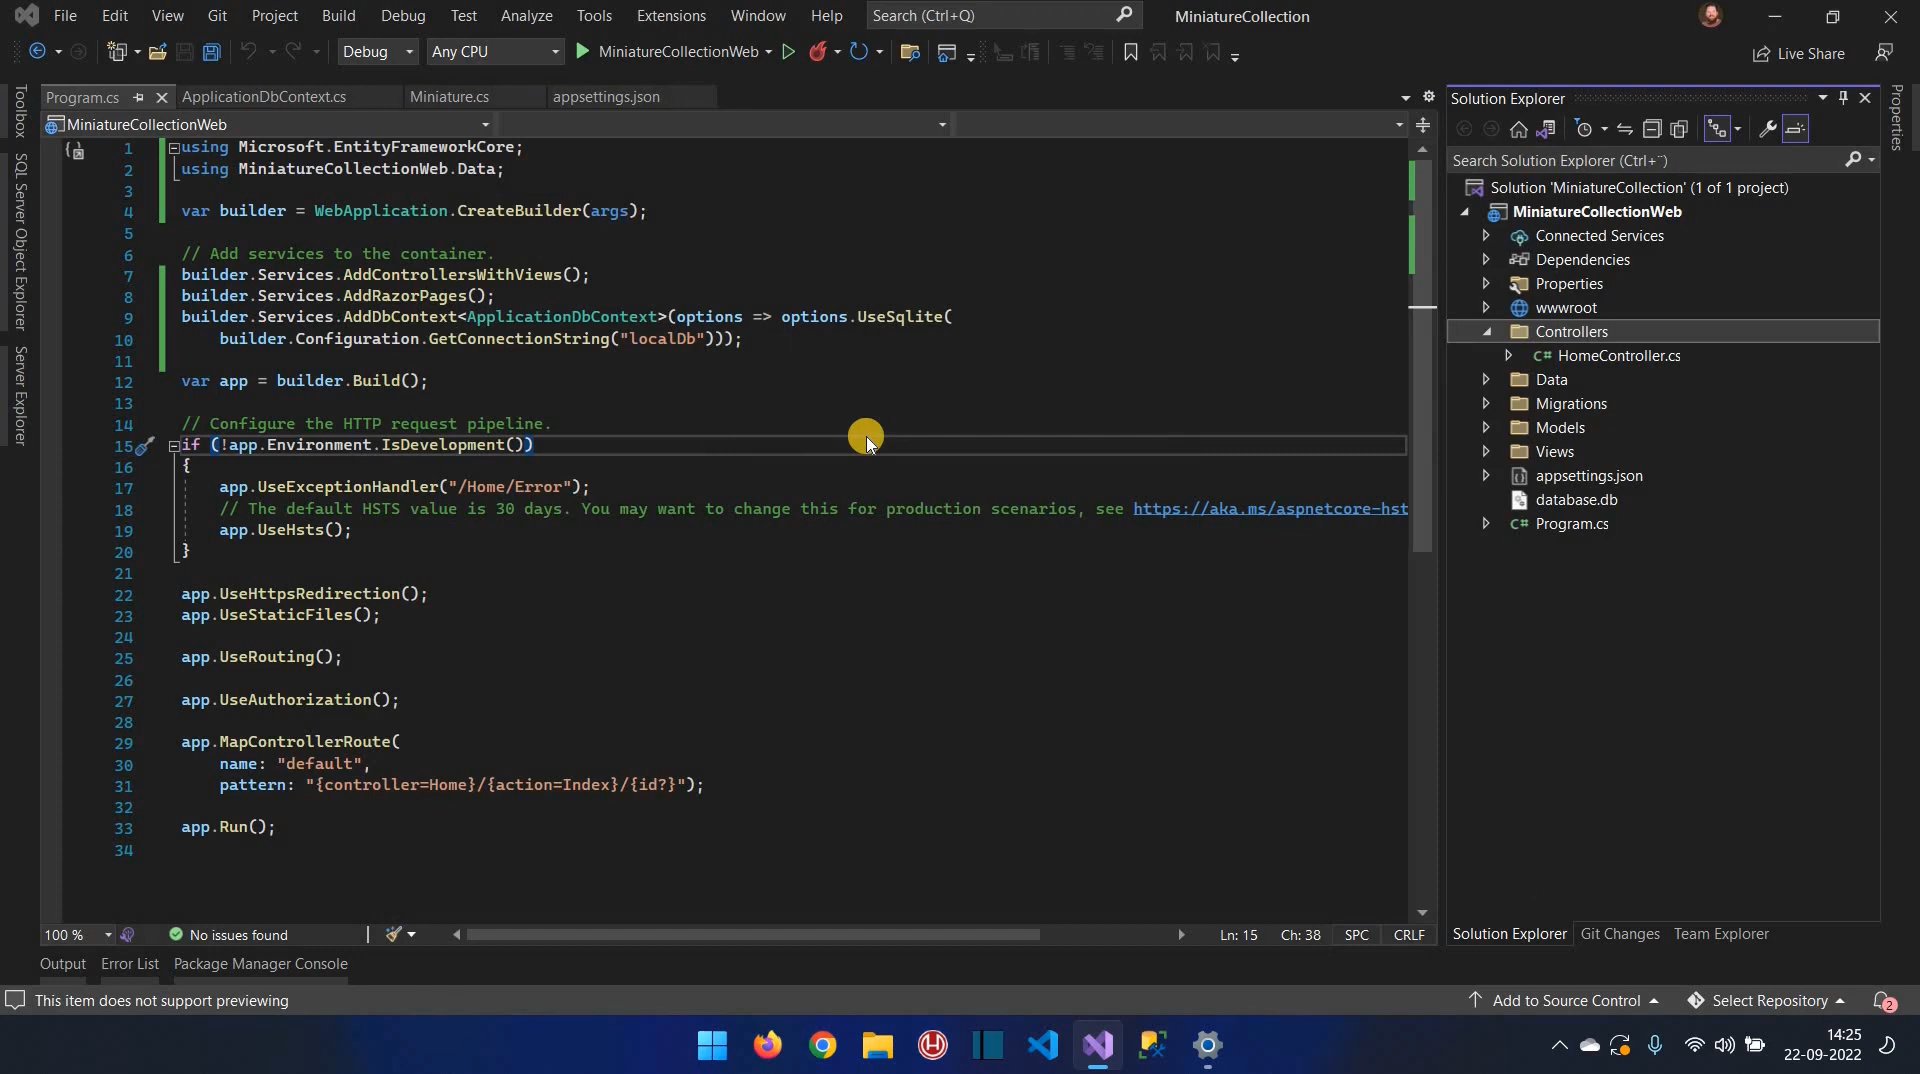 File Edit View Git Project Build Debug Test Analyze Tools Extensions Window Help Search (Ctrl+Q) MiniatureCollection
Debug Any CPU MiniatureCollectionWeb Live Share
Program.cs ApplicationDbContext.cs Miniature.cs appsettings.json
MiniatureCollectionWeb
Toolbox
SQL Server Object Explorer
Server Explorer
1 using Microsoft.EntityFrameworkCore;
2 using MiniatureCollectionWeb.Data;
3
4 var builder = WebApplication.CreateBuilder(args);
5
6 // Add services to the container.
7 builder.Services.AddControllersWithViews();
8 builder.Services.AddRazorPages();
9 builder.Services.AddDbContext<ApplicationDbContext>(options => options.UseSqlite(
10 builder.Configuration.GetConnectionString("localDb")));
11
12 var app = builder.Build();
13
14 // Configure the HTTP request pipeline.
15 if (!app.Environment.IsDevelopment())
16 {
17 app.UseExceptionHandler("/Home/Error");
18 // The default HSTS value is 30 days. You may want to change this for production scenarios, see https://aka.ms/aspnetcore-hst
19 app.UseHsts();
20 }
21
22 app.UseHttpsRedirection();
23 app.UseStaticFiles();
24
25 app.UseRouting();
26
27 app.UseAuthorization();
28
29 app.MapControllerRoute(
30 name: "default",
31 pattern: "{controller=Home}/{action=Index}/{id?}");
32
33 app.Run();
34
100 % No issues found Ln: 15 Ch: 38 SPC CRLF
Output Error List Package Manager Console
Solution Explorer
Search Solution Explorer (Ctrl+¨)
Solution 'MiniatureCollection' (1 of 1 project)
MiniatureCollectionWeb
Connected Services
Dependencies
Properties
wwwroot
Controllers
C# HomeController.cs
Data
Migrations
Models
Views
appsettings.json
database.db
C# Program.cs
Solution Explorer Git Changes Team Explorer
Properties
This item does not support previewing Add to Source Control Select Repository 2
14:25
22-09-2022